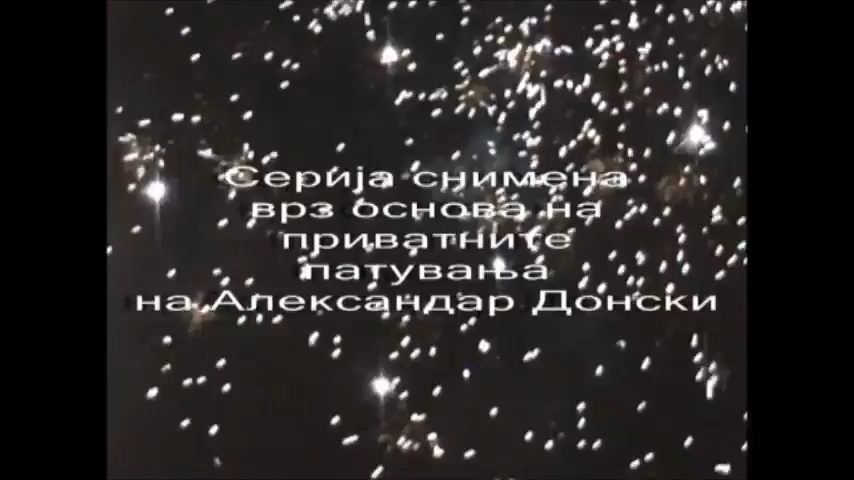 Серија снимена
врз основа на
приватните
патувања
на Александар Донски